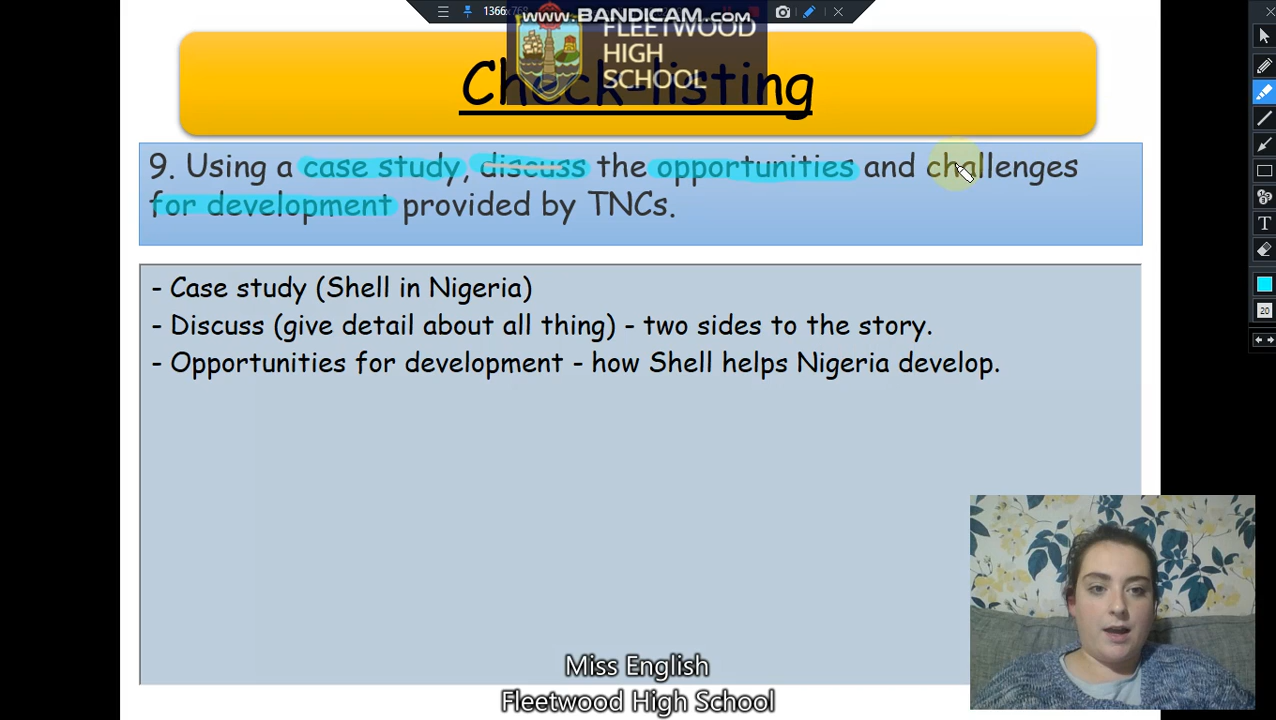 1366x768
www.BANDICAM.com
FLEETWOOD
HIGH
SCHOOL
Check-listing
9. Using a case study, discuss the opportunities and challenges
for development provided by TNCs.
- Case study (Shell in Nigeria)
- Discuss (give detail about all thing) - two sides to the story.
- Opportunities for development - how Shell helps Nigeria develop.
T
20
Miss English
Fleetwood High School